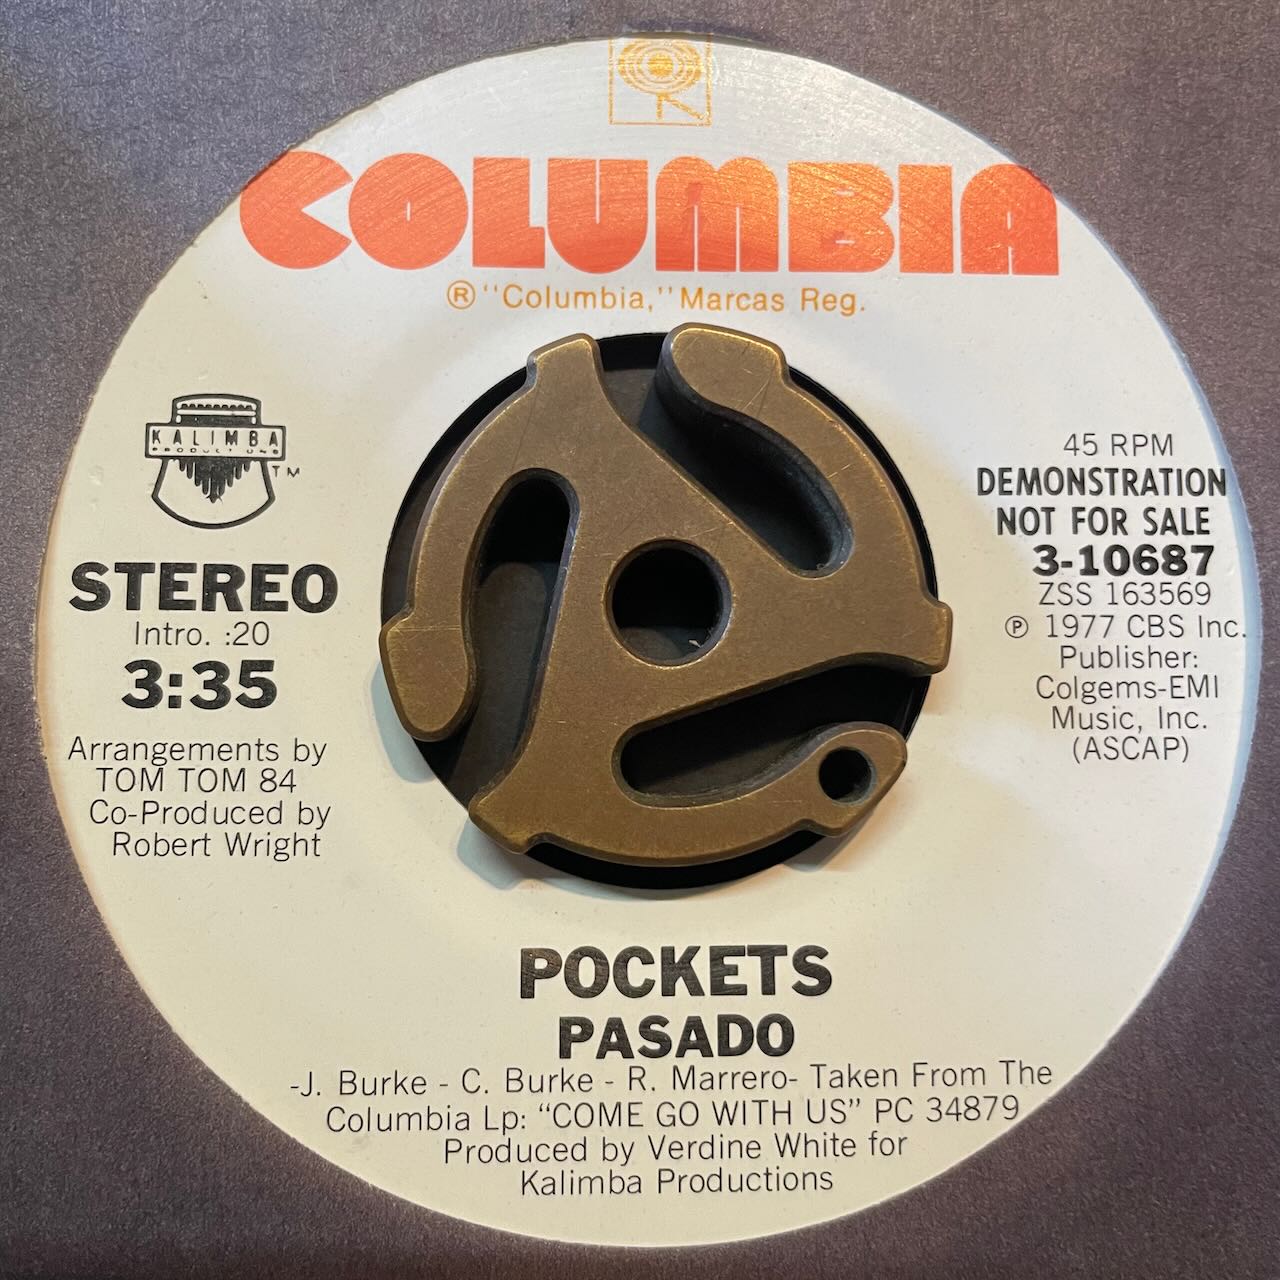 COLUMBIA
® "Columbia," Marcas Reg.
KALIMBA
PRODUCTIONS
TM
STEREO
Intro. :20
3:35
Arrangements by
TOM TOM 84
Co-Produced by
Robert Wright
45 RPM
DEMONSTRATION
NOT FOR SALE
3-10687
ZSS 163569
℗ 1977 CBS Inc.
Publisher:
Colgems-EMI
Music, Inc.
(ASCAP)
POCKETS
PASADO
-J. Burke - C. Burke - R. Marrero- Taken From The
Columbia Lp: “COME GO WITH US” PC 34879
Produced by Verdine White for
Kalimba Productions